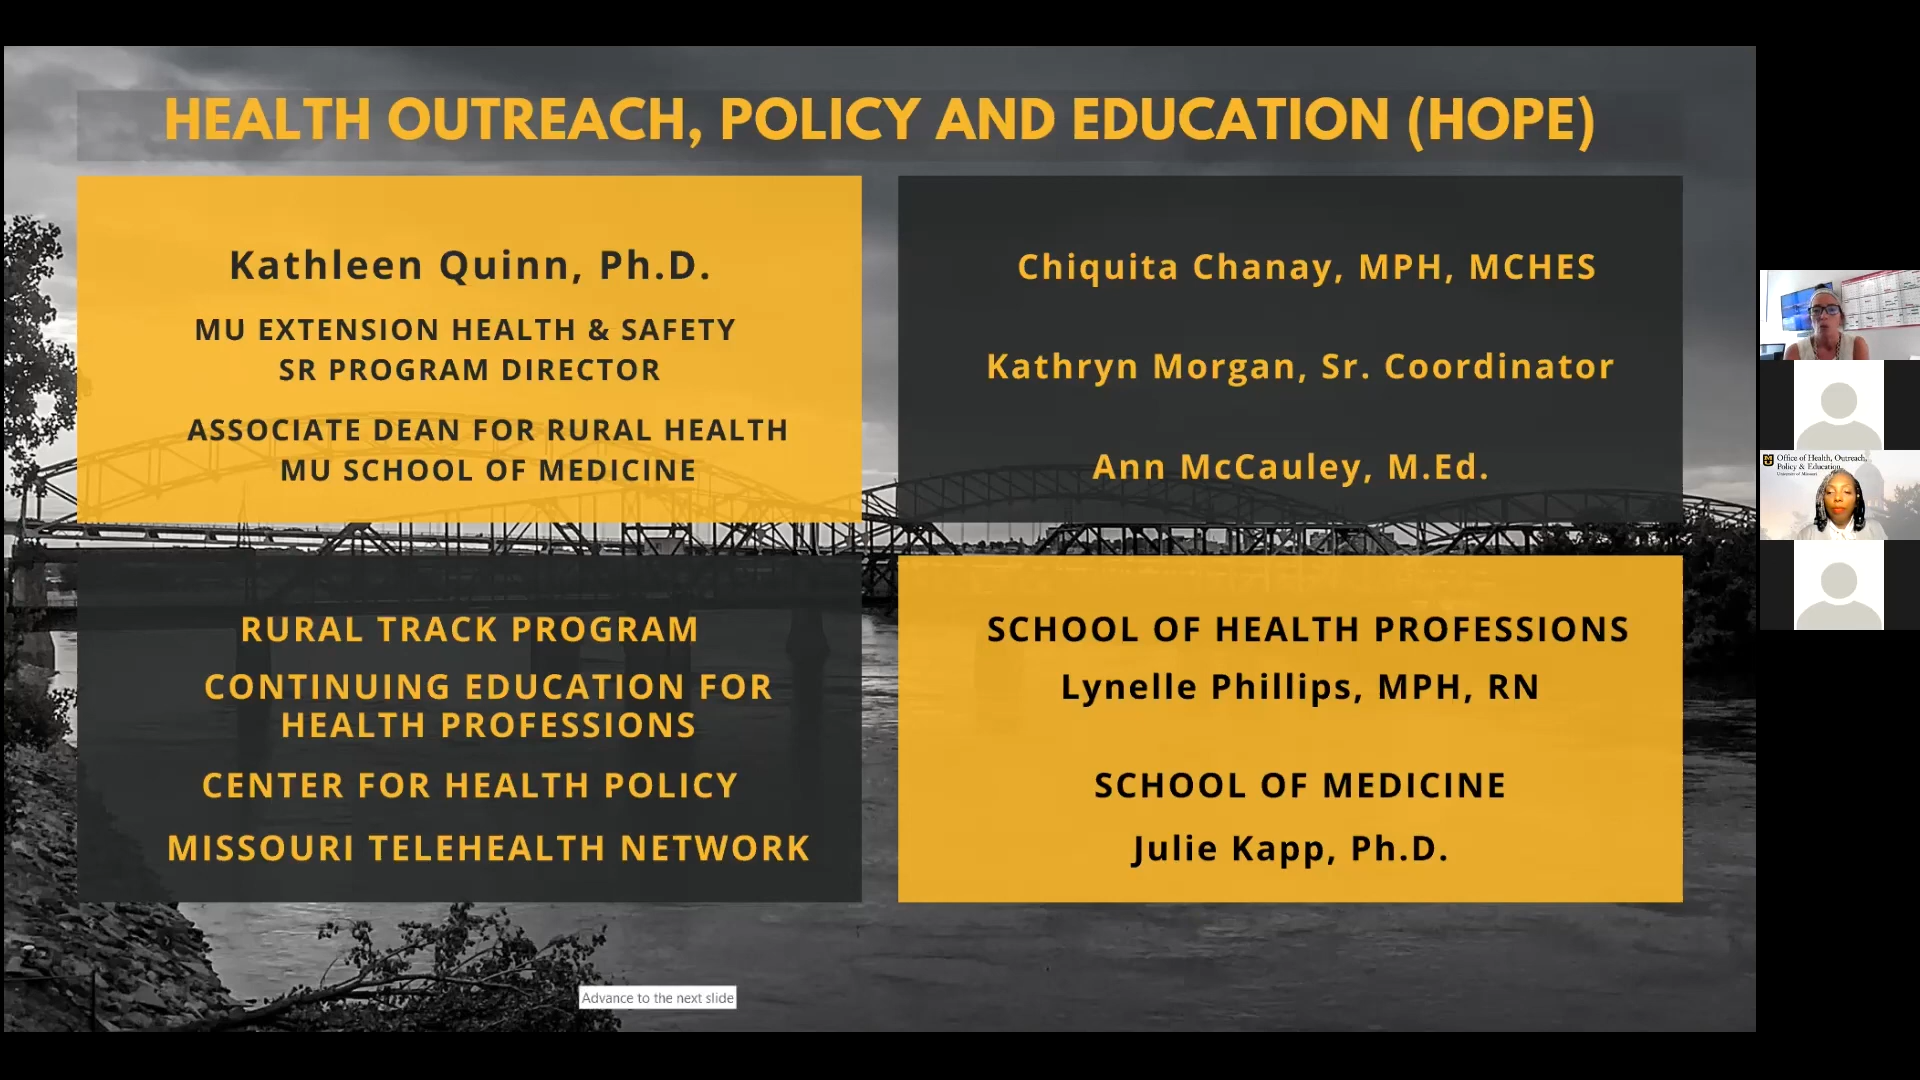 HEALTH OUTREACH, POLICY AND EDUCATION (HOPE)
Kathleen Quinn, Ph.D.
MU EXTENSION HEALTH & SAFETY
SR PROGRAM DIRECTOR
ASSOCIATE DEAN FOR RURAL HEALTH
MU SCHOOL OF MEDICINE
Chiquita Chanay, MPH, MCHES
Kathryn Morgan, Sr. Coordinator
Ann McCauley, M.Ed.
RURAL TRACK PROGRAM
CONTINUING EDUCATION FOR
HEALTH PROFESSIONS
CENTER FOR HEALTH POLICY
MISSOURI TELEHEALTH NETWORK
SCHOOL OF HEALTH PROFESSIONS
Lynelle Phillips, MPH, RN
SCHOOL OF MEDICINE
Julie Kapp, Ph.D.
Advance to the next slide
Office of Health, Outreach,
Policy & Education
University of Missouri